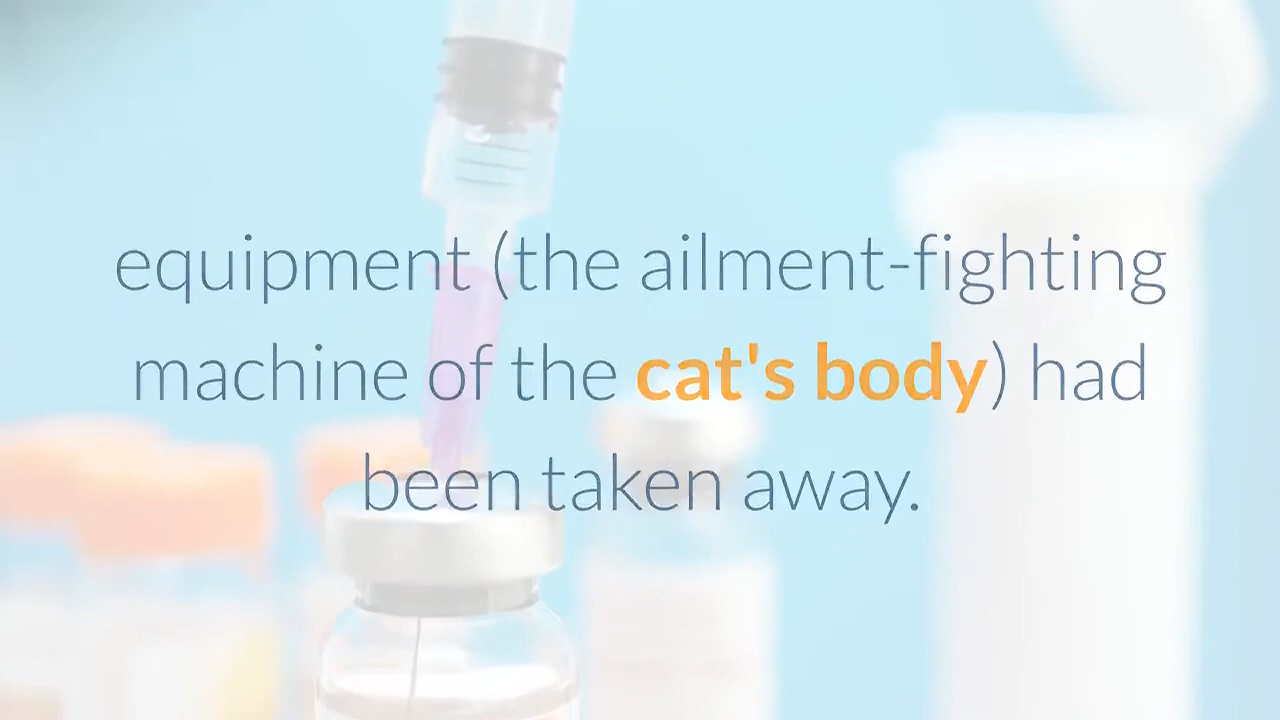 equipment (the ailment-fighting
machine of the cat's body) had
been taken away.